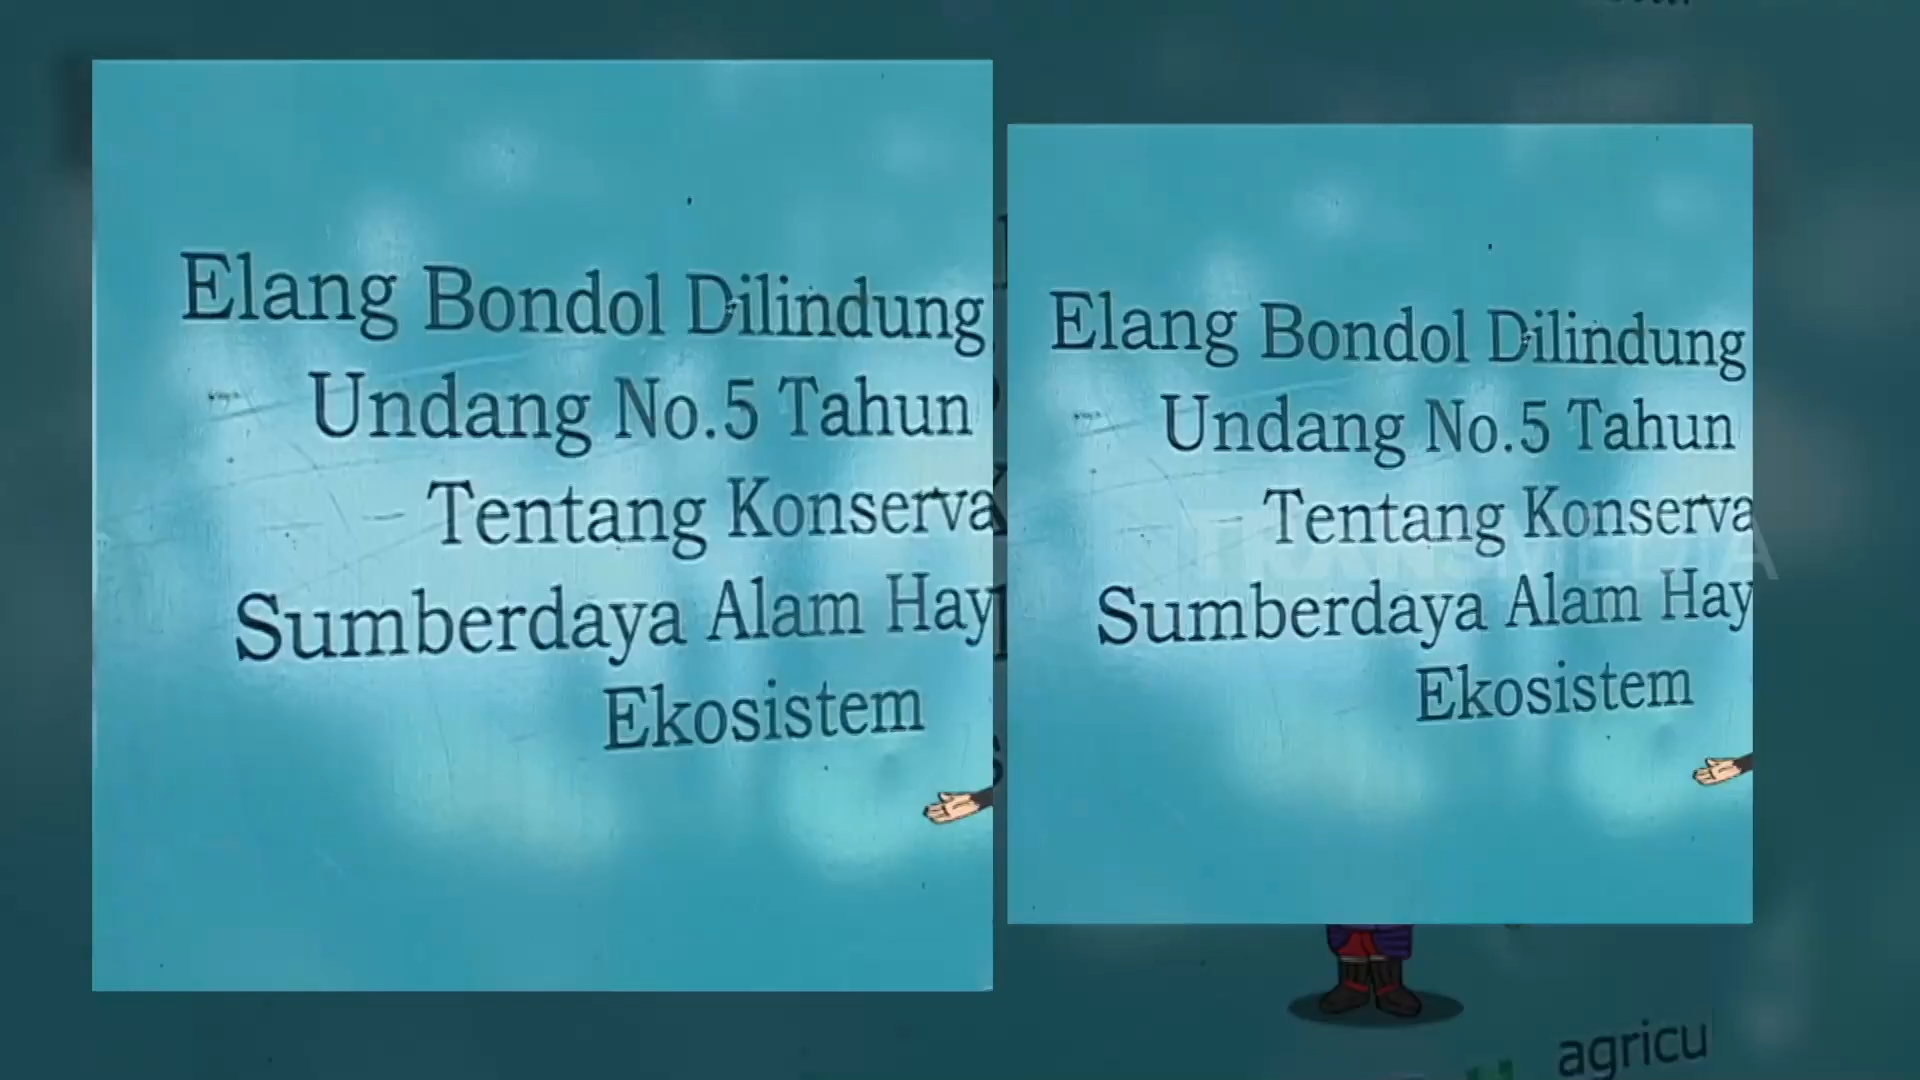 Elang Bondol Dilindung
Undang No.5 Tahun
Tentang Konserva
Sumberdaya Alam Hay
Ekosistem
Elang Bondol Dilindung
Undang No.5 Tahun
Tentang Konserva
Sumberdaya Alam Hay
Ekosistem
TRANSMEDIA
agricu